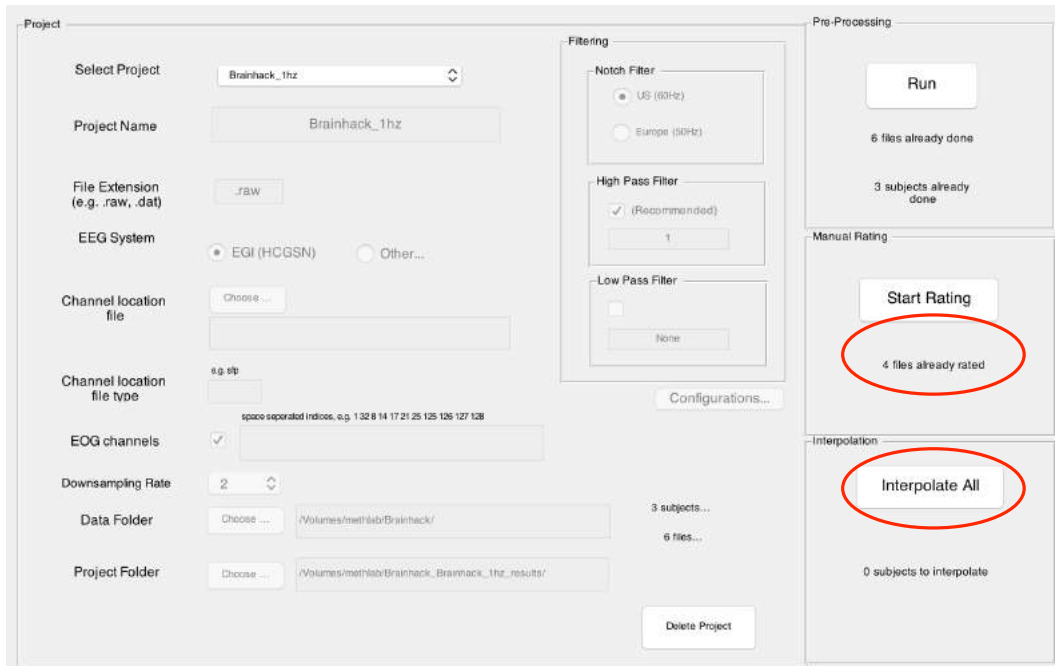 Project
Select Project
Brainhack_1hz
Project Name
Brainhack_1hz
File Extension
(e.g. .raw, .dat)
.raw
EEG System
EGI (HCGSN)
Other...
Channel location
file
Choose ...
Channel location
file type
e.g. sfp
space seperated indices, e.g. 1 32 8 14 17 21 25 125 126 127 128
EOG channels
Downsampling Rate
2
Data Folder
Choose ...
/Volumes/methlab/Brainhack/
3 subjects...
6 files...
Project Folder
Choose ...
/Volumes/methlab/Brainhack_Brainhack_1hz_results/
Delete Project
Filtering
Notch Filter
US (60Hz)
Europe (50Hz)
High Pass Filter
(Recommended)
1
Low Pass Filter
None
Configurations...
Pre-Processing
Run
6 files already done
3 subjects already
done
Manual Rating
Start Rating
4 files already rated
Interpolation
Interpolate All
0 subjects to interpolate